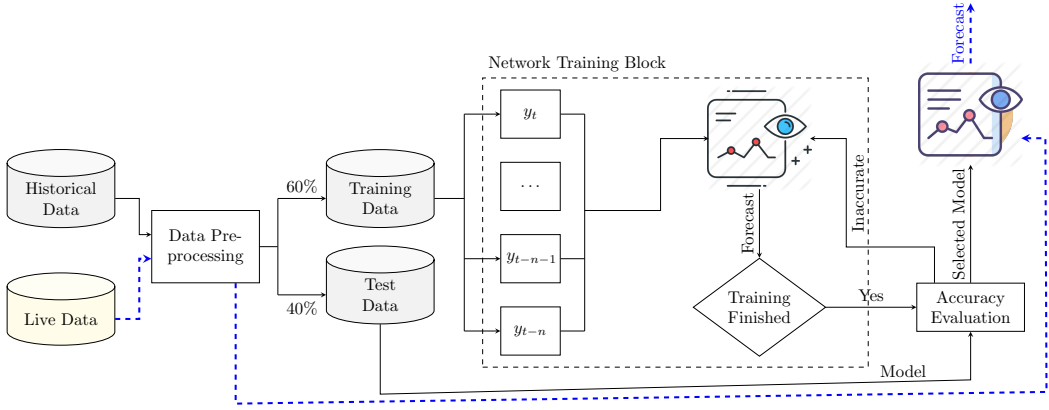 Forecast
Network Training Block
y_t
Historical
Data
60%
Training
Data
...
Data Pre-
processing
Inaccurate
Selected Model
Forecast
y_{t-n-1}
Test
Data
40%
Live Data
Training
Finished
Yes
Accuracy
Evaluation
y_{t-n}
Model